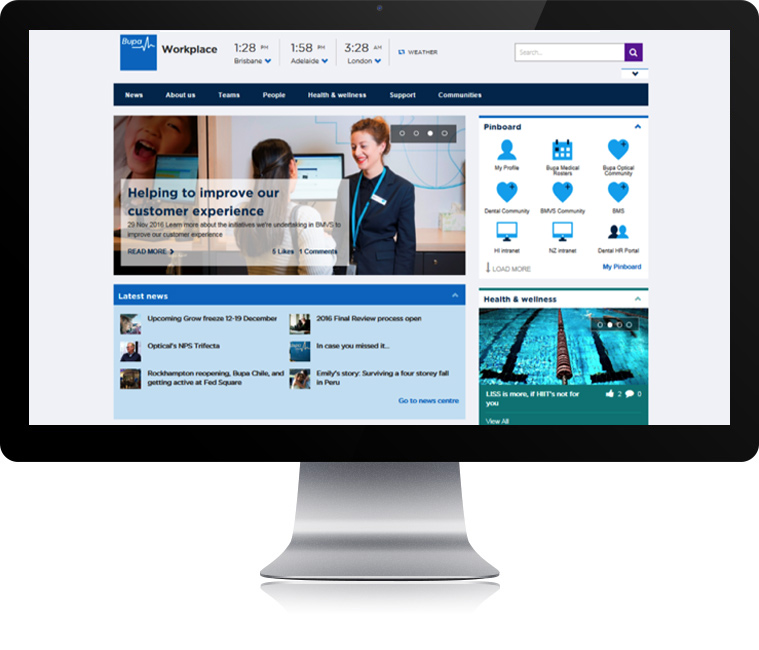 Bupa
Workplace
1:28 PM
Brisbane
1:58 PM
Adelaide
3:28 AM
London
WEATHER
Search...
News About us Teams People Health & wellness Support Communities
Helping to improve our
customer experience
29 Nov 2016 Learn more about the initiatives we're undertaking in BMVS to
improve our customer experience
READ MORE
5 Likes 1 Comments
Pinboard
My Profile
Bupa Medical
Rosters
Bupa Optical
Community
Dental Community
BMVS Community
BMS
HI intranet
NZ intranet
Dental HR Portal
LOAD MORE
My Pinboard
Latest news
Upcoming Grow freeze 12-19 December
2016 Final Review process open
Optical's NPS Trifecta
In case you missed it...
Rockhampton reopening, Bupa Chile, and
getting active at Fed Square
Emily's story: Surviving a four storey fall
in Peru
Go to news centre
Health & wellness
LISS is more, if HIIT's not for
you
2 0
View All